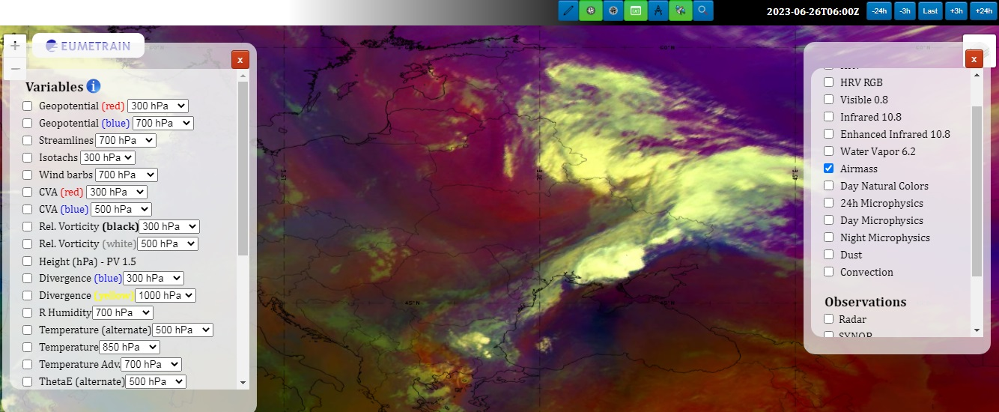 2023-06-26T06:00Z
-24h
-3h
Last
+3h
+24h
+
−
EUMETRAIN
x
Variables i
Geopotential (red) 300 hPa
Geopotential (blue) 700 hPa
Streamlines 700 hPa
Isotachs 300 hPa
Wind barbs 700 hPa
CVA (red) 300 hPa
CVA (blue) 500 hPa
Rel. Vorticity (black) 300 hPa
Rel. Vorticity (white) 500 hPa
Height (hPa) - PV 1.5
Divergence (blue) 300 hPa
Divergence (yellow) 1000 hPa
R Humidity 700 hPa
Temperature (alternate) 500 hPa
Temperature 850 hPa
Temperature Adv. 700 hPa
ThetaE (alternate) 500 hPa
60°N
15°E
30°E
45°E
45°N
x
HRV RGB
Visible 0.8
Infrared 10.8
Enhanced Infrared 10.8
Water Vapor 6.2
Airmass
Day Natural Colors
24h Microphysics
Day Microphysics
Night Microphysics
Dust
Convection
Observations
Radar
SYNOP